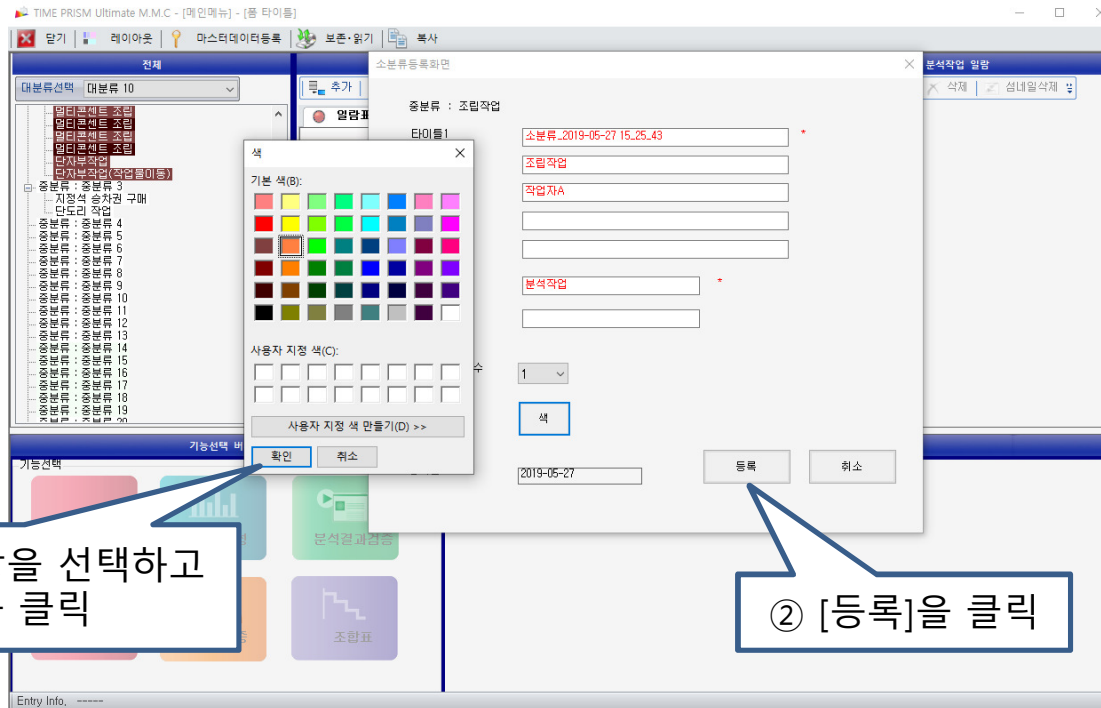 TIME PRISM Ultimate M.M.C - [메인메뉴] - [폼 타이틀]
닫기 레이아웃 마스터데이터등록 보존·읽기 복사
전체
대분류선택 대분류 10
멀티콘센트 조립
멀티콘센트 조립
멀티콘센트 조립
멀티콘센트 조립
단자부작업
단자부작업(작업물이동)
중분류 : 중분류 3
지정석 승차권 구매
단도리 작업
중분류 : 중분류 4
중분류 : 중분류 5
중분류 : 중분류 6
중분류 : 중분류 7
중분류 : 중분류 8
중분류 : 중분류 9
중분류 : 중분류 10
중분류 : 중분류 11
중분류 : 중분류 12
중분류 : 중분류 13
중분류 : 중분류 14
중분류 : 중분류 15
중분류 : 중분류 16
중분류 : 중분류 17
중분류 : 중분류 18
중분류 : 중분류 19
중분류 : 중분류 20
추가
일람표
분석작업 일람
삭제 섬네일삭제
소분류등록화면
중분류 : 조립작업
타이틀1
소분류_2019-05-27 15_25_43 *
조립작업
작업자A
분석작업 *
수 1
색
2019-05-27
등록 취소
색
기본 색(B):
사용자 지정 색(C):
사용자 지정 색 만들기(D) >>
확인 취소
기능선택 버
기능선택
분석결과검증
조합표
을 선택하고
클릭
② [등록]을 클릭
Entry Info, -----